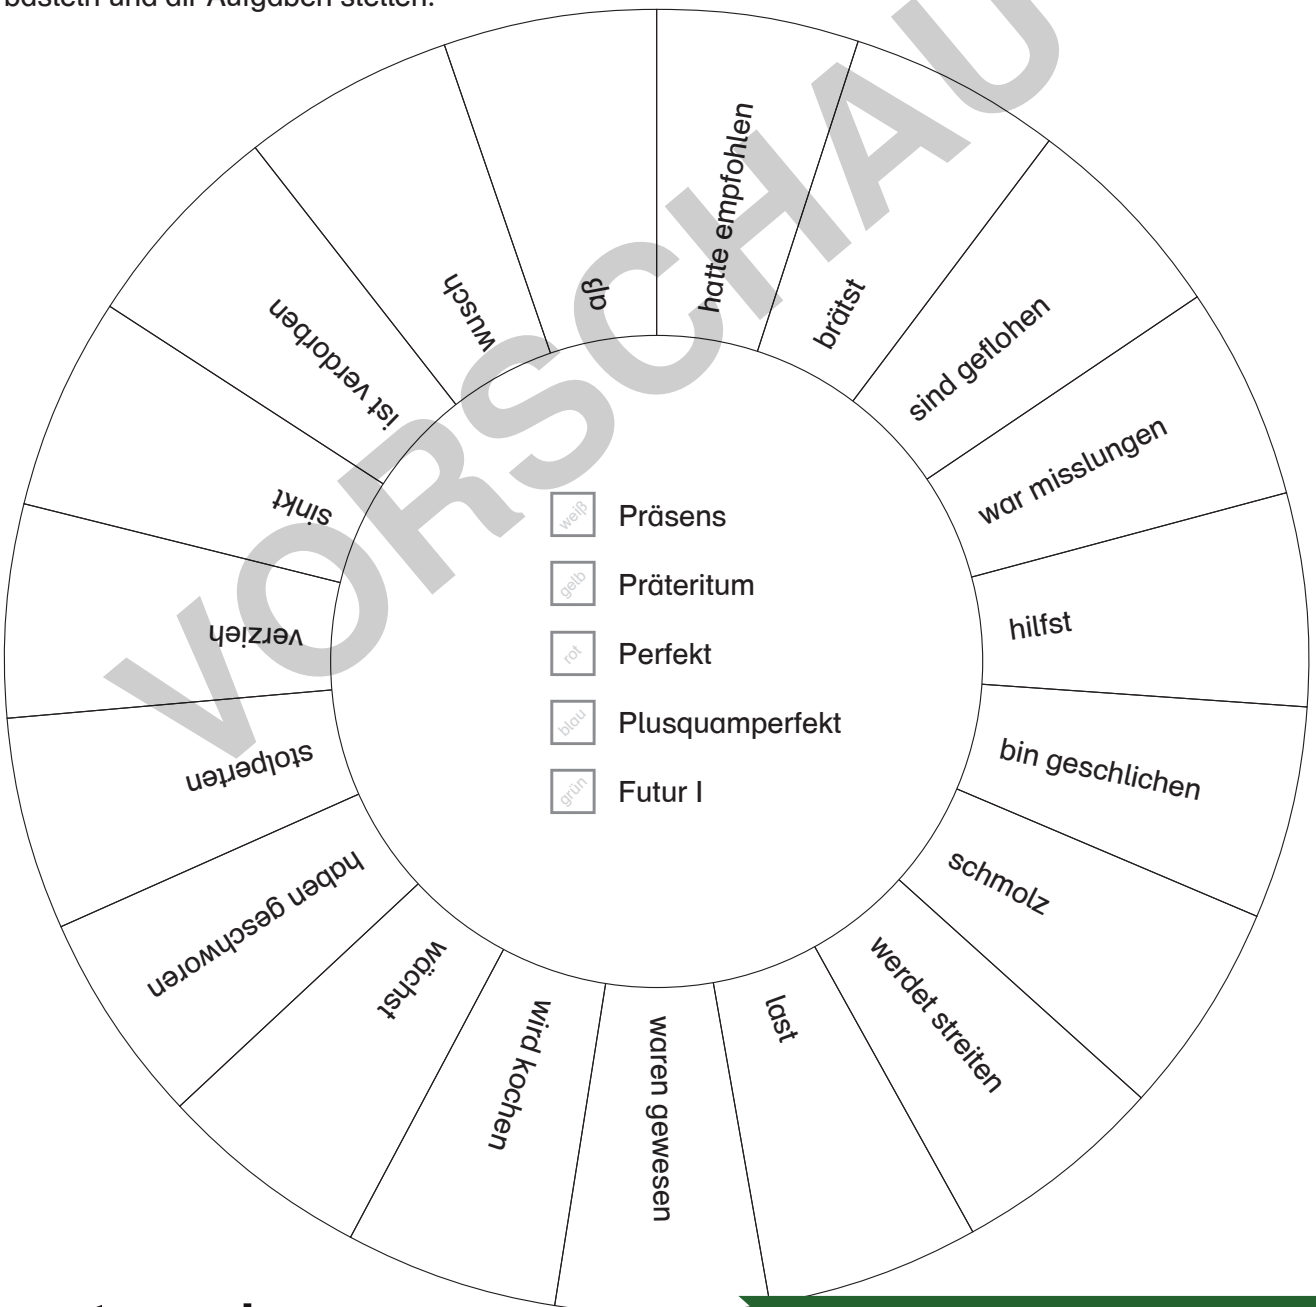 basteln und dir Aufgaben stellen.
hatte empfohlen
brätst
sind geflohen
war misslungen
hilfst
bin geschlichen
schmolz
werdet streiten
last
waren gewesen
wird kochen
wächst
haben geschworen
stolperten
verzieh
sinkt
ist verdorben
wusch
aß
weiß Präsens
gelb Präteritum
rot Perfekt
blau Plusquamperfekt
grün Futur I
VORSCHAU